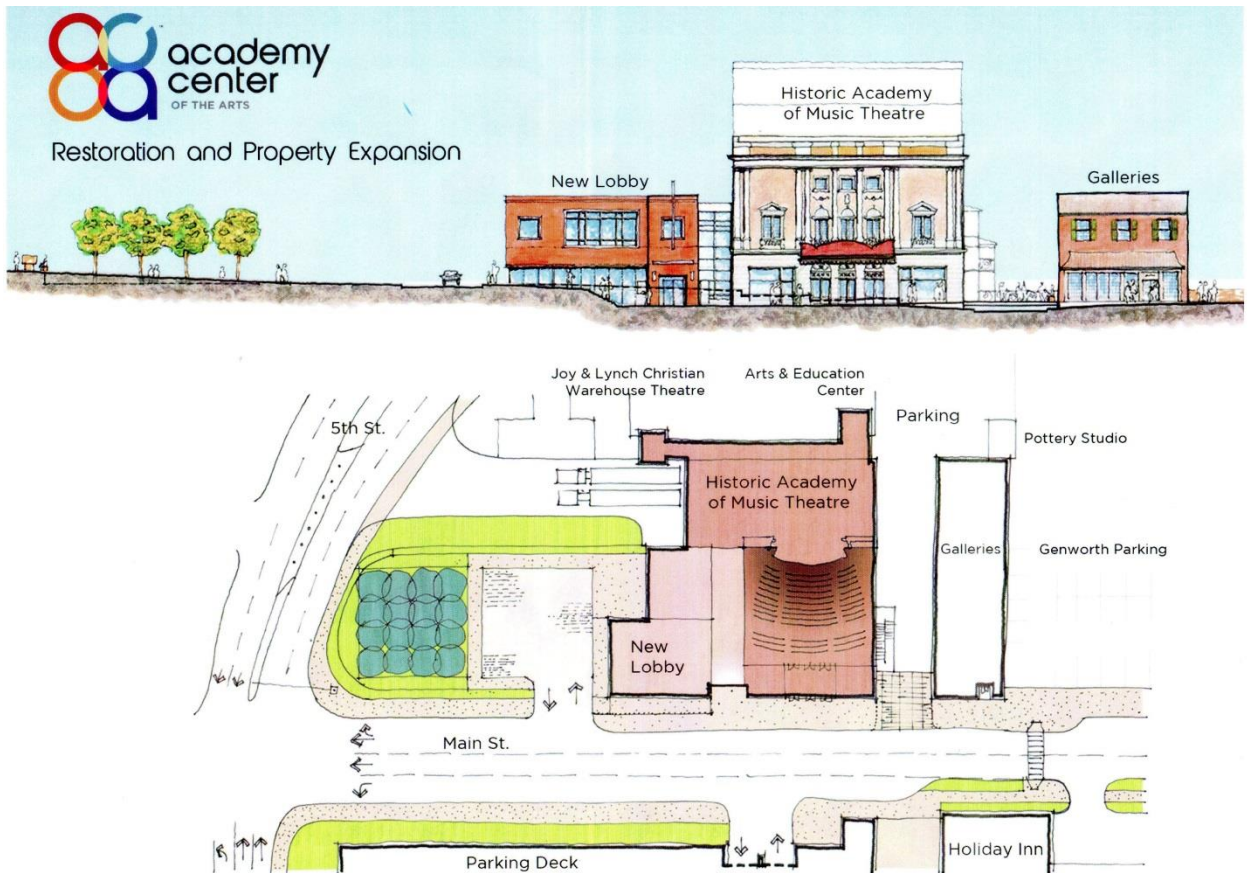 academy
center
OF THE ARTS
Restoration and Property Expansion
Historic Academy
of Music Theatre
New Lobby
Galleries
Joy & Lynch Christian
Warehouse Theatre
Arts & Education
Center
Parking
5th St.
Pottery Studio
Historic Academy
of Music Theatre
Galleries
Genworth Parking
New
Lobby
Main St.
Parking Deck
Holiday Inn